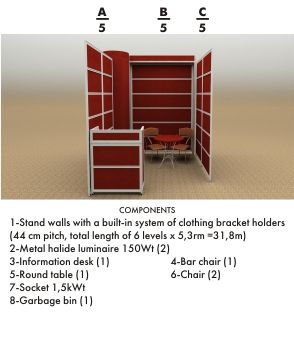 A B C
5 5 5
COMPONENTS
1-Stand walls with a built-in system of clothing bracket holders
(44 cm pitch, total length of 6 levels x 5,3rm =31,8m)
2-Metal halide luminaire 150Wt (2)
3-Information desk (1) 4-Bar chair (1)
5-Round table (1) 6-Chair (2)
7-Socket 1,5kWt
8-Garbage bin (1)